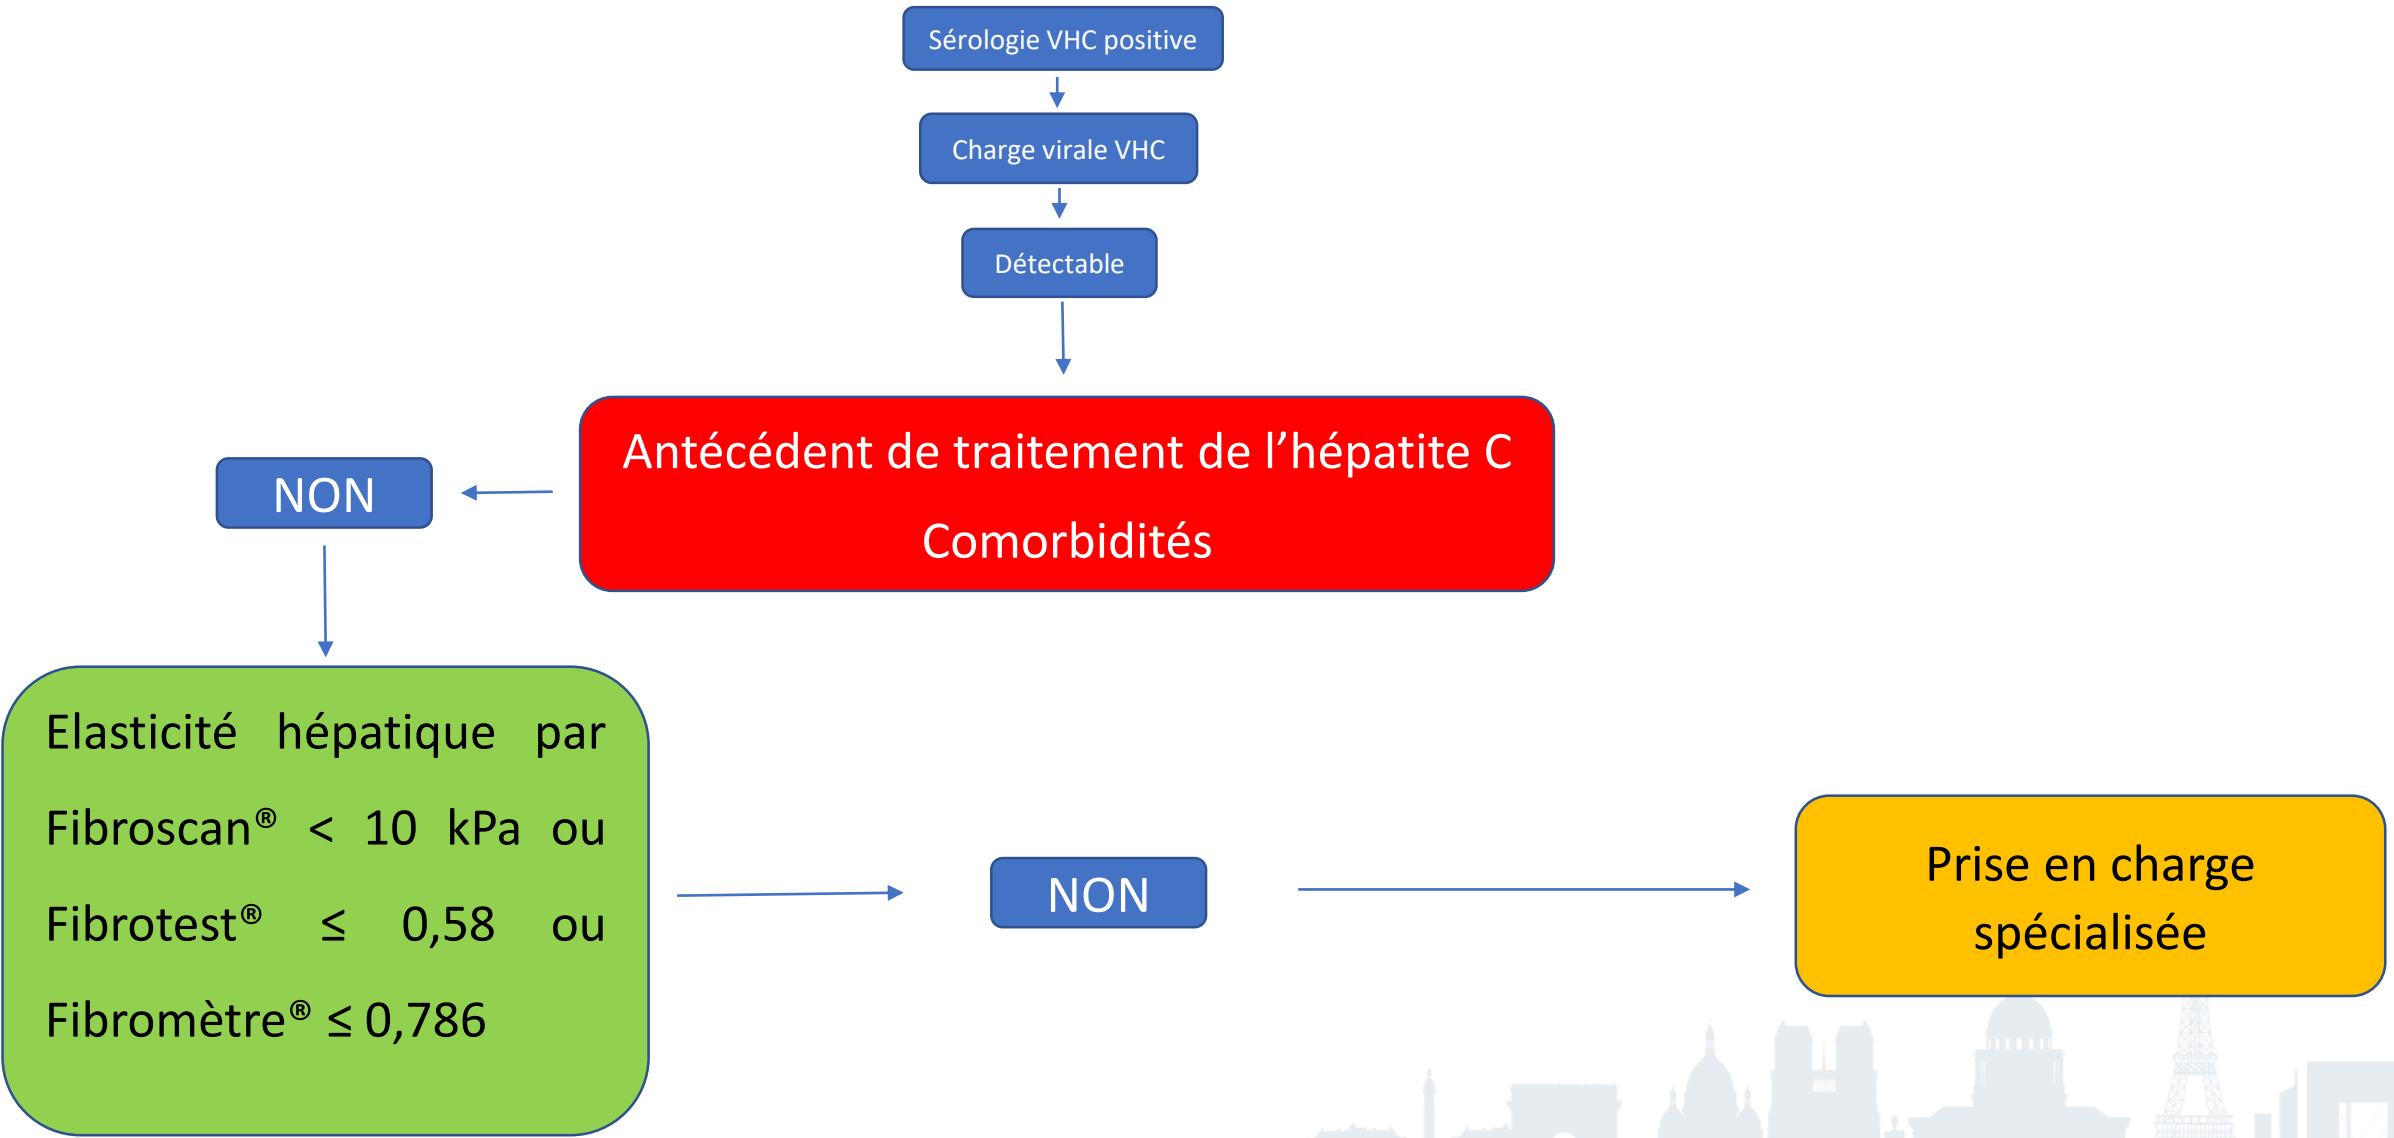 Sérologie VHC positive
Charge virale VHC
Détectable
Antécédent de traitement de l’hépatite C
Comorbidités
NON
Elasticité hépatique par
Fibroscan® < 10 kPa ou
Fibrotest® ≤ 0,58 ou
Fibromètre® ≤ 0,786
NON
Prise en charge
spécialisée